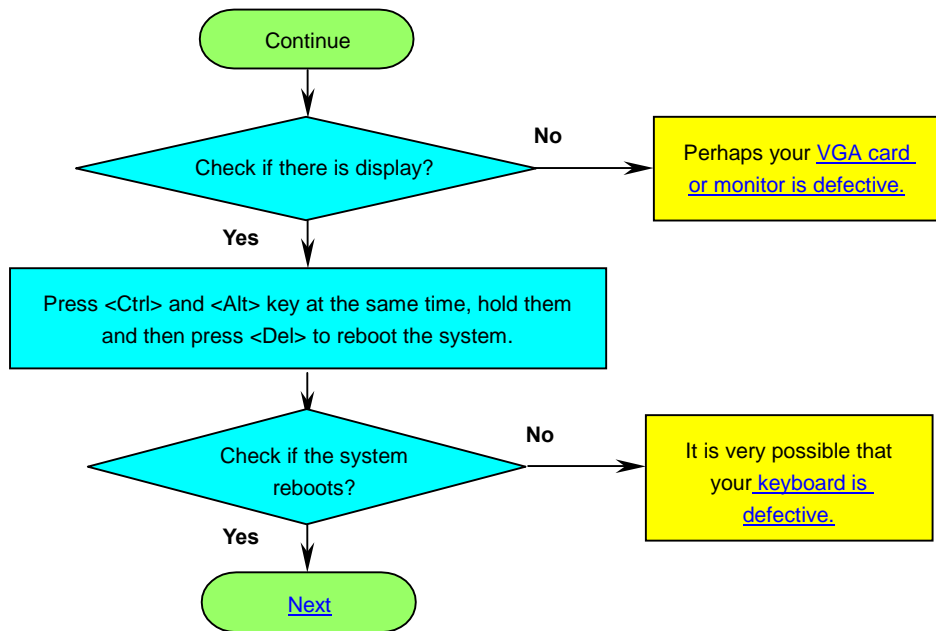 Continue
Check if there is display?
No
Perhaps your VGA card
or monitor is defective.
Yes
Press <Ctrl> and <Alt> key at the same time, hold them
and then press <Del> to reboot the system.
Check if the system
reboots?
No
It is very possible that
your keyboard is
defective.
Yes
Next